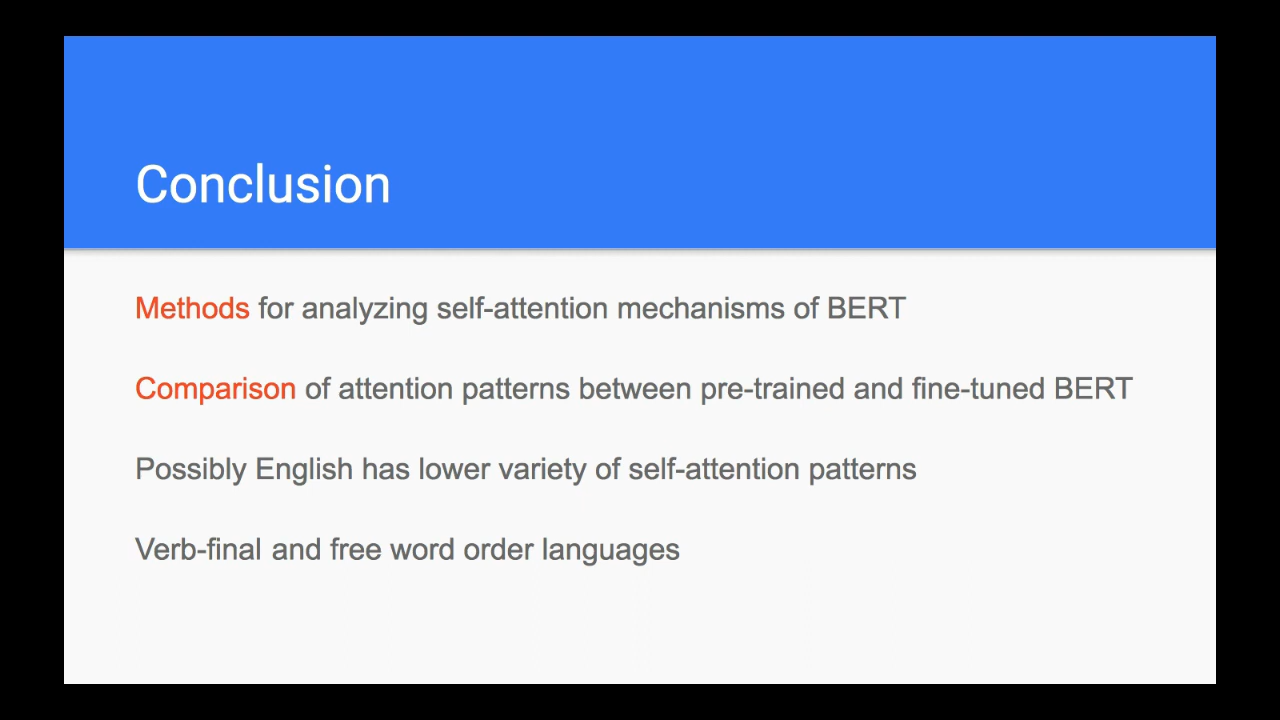 Conclusion
Methods for analyzing self-attention mechanisms of BERT
Comparison of attention patterns between pre-trained and fine-tuned BERT
Possibly English has lower variety of self-attention patterns
Verb-final and free word order languages